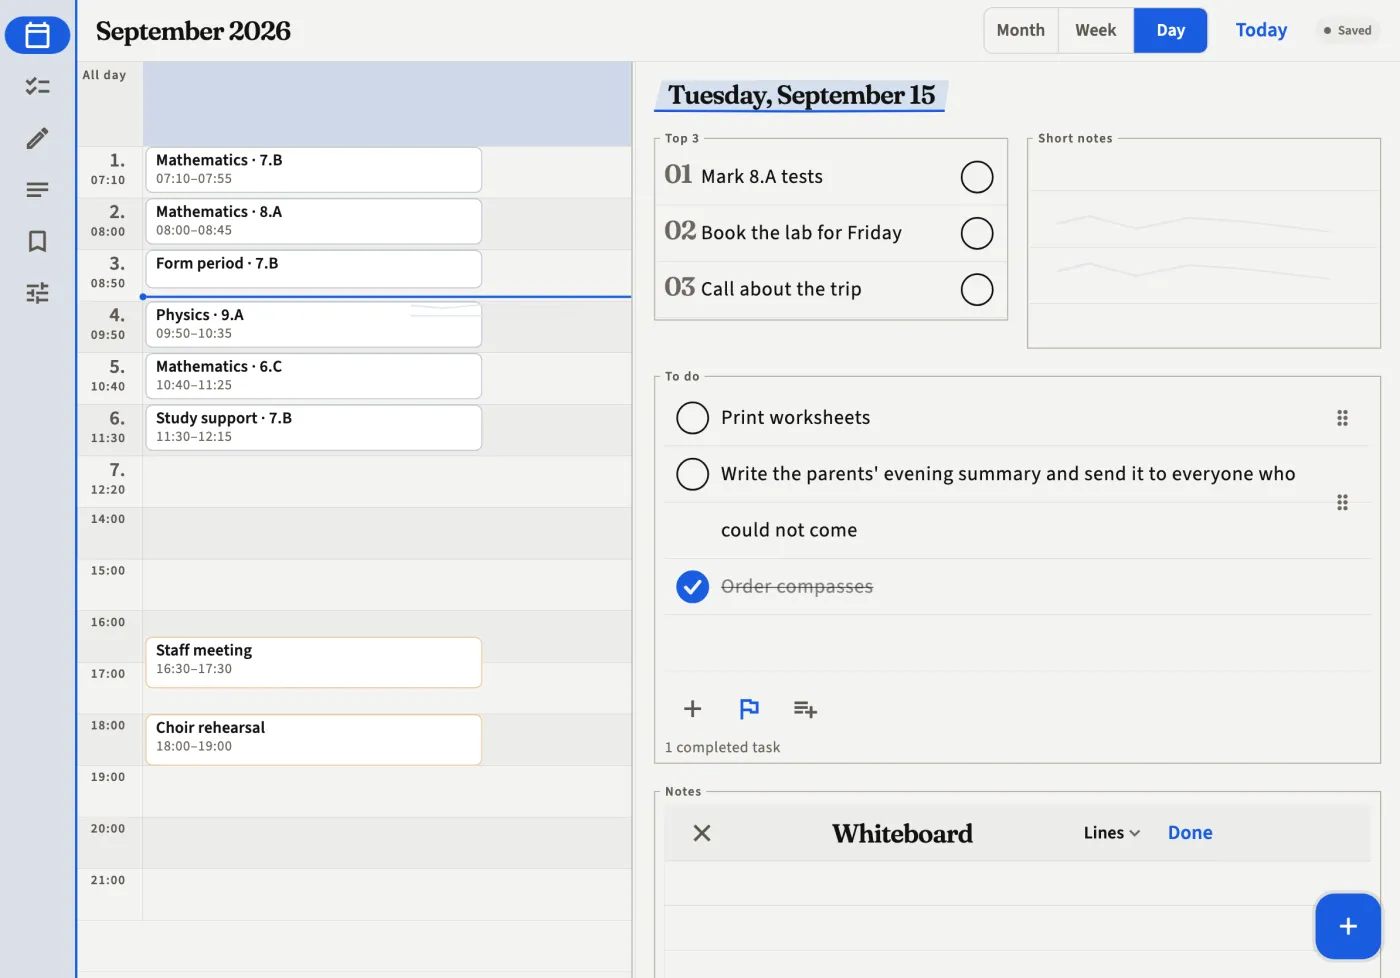 September 2026
Month
Week
Day
Today
Saved
All day
1.
07:10
Mathematics · 7.B
07:10–07:55
2.
08:00
Mathematics · 8.A
08:00–08:45
3.
08:50
Form period · 7.B
4.
09:50
Physics · 9.A
09:50–10:35
5.
10:40
Mathematics · 6.C
10:40–11:25
6.
11:30
Study support · 7.B
11:30–12:15
7.
12:20
14:00
15:00
16:00
Staff meeting
16:30–17:30
17:00
18:00
Choir rehearsal
18:00–19:00
19:00
20:00
21:00
Tuesday, September 15
Top 3
01 Mark 8.A tests
02 Book the lab for Friday
03 Call about the trip
Short notes
To do
Print worksheets
Write the parents' evening summary and send it to everyone who
could not come
Order compasses
1 completed task
Notes
Whiteboard
Lines
Done